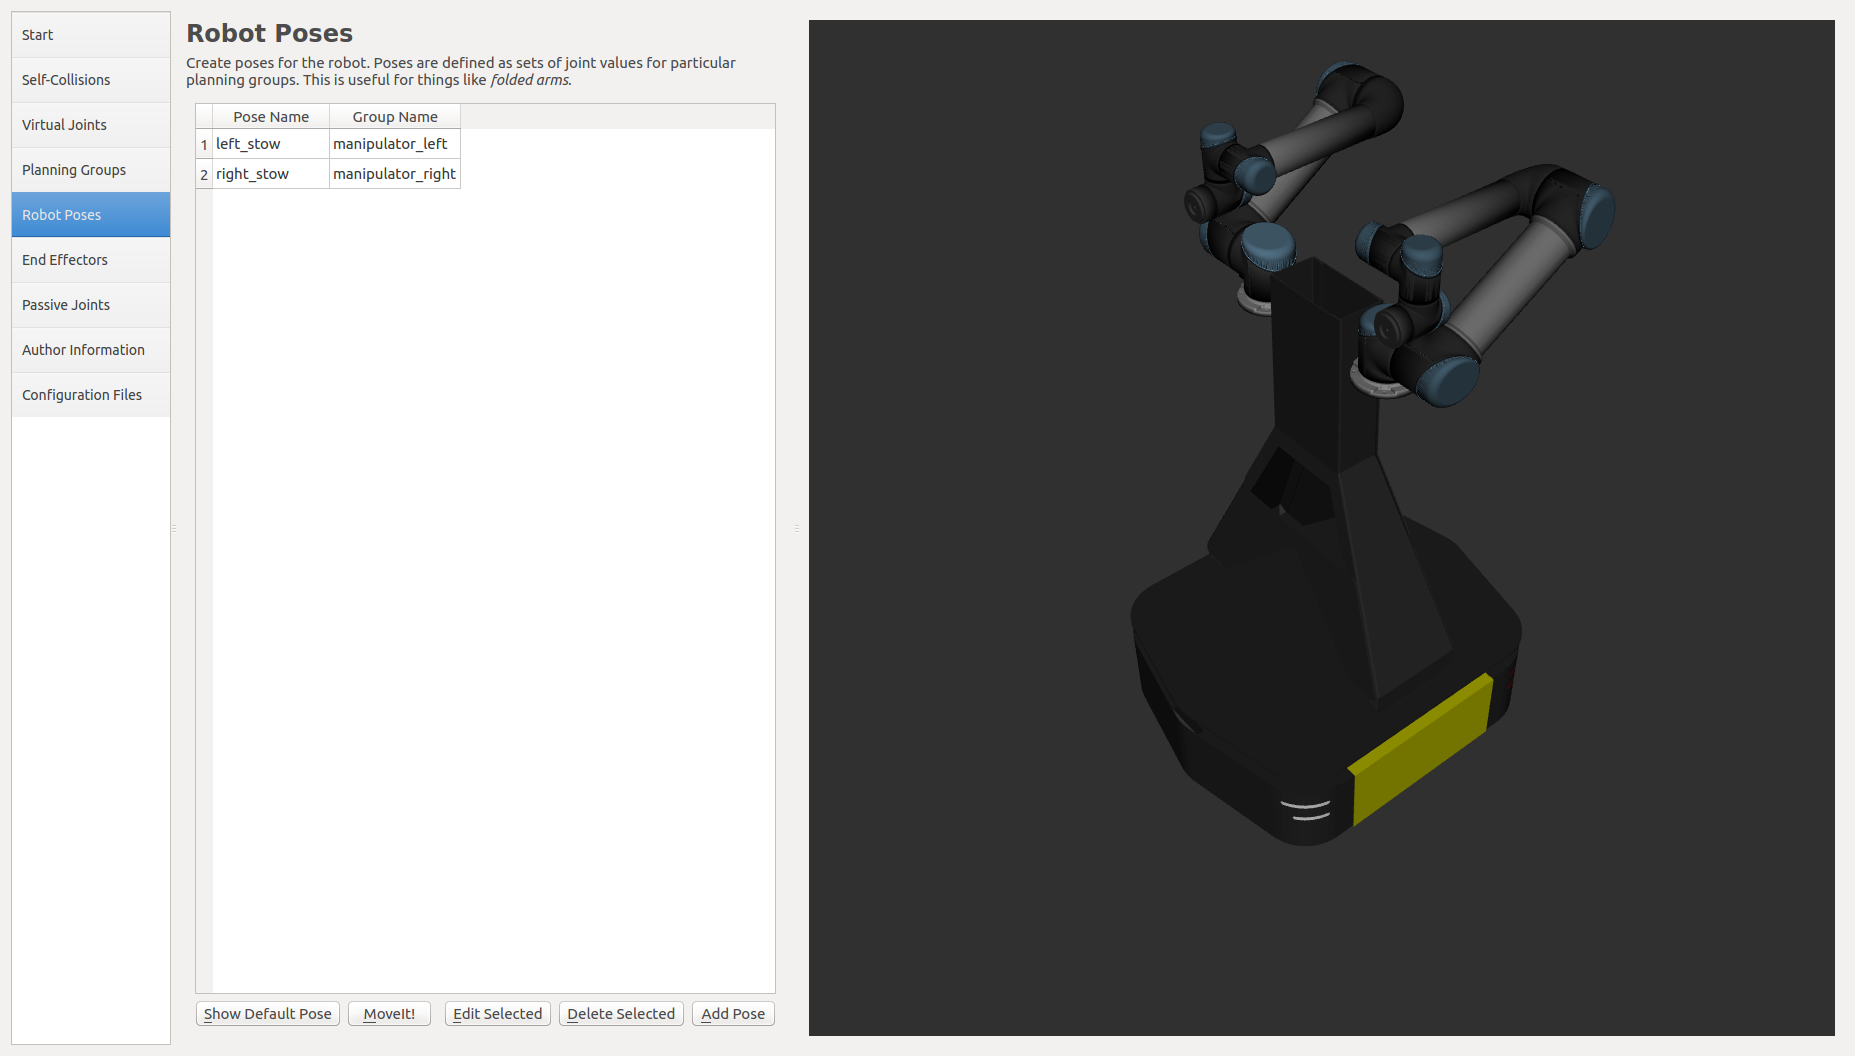 Start
Self-Collisions
Virtual Joints
Planning Groups
Robot Poses
End Effectors
Passive Joints
Author Information
Configuration Files
Robot Poses
Create poses for the robot. Poses are defined as sets of joint values for particular
planning groups. This is useful for things like folded arms.
Pose Name Group Name
1 left_stow manipulator_left
2 right_stow manipulator_right
Show Default Pose MoveIt! Edit Selected Delete Selected Add Pose